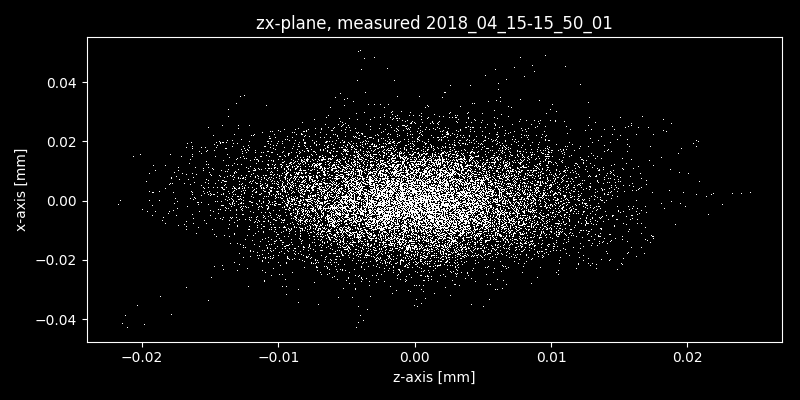 zx-plane, measured 2018_04_15-15_50_01
0.04
0.02
0.00
−0.02
−0.04
x-axis [mm]
−0.02 −0.01 0.00 0.01 0.02
z-axis [mm]